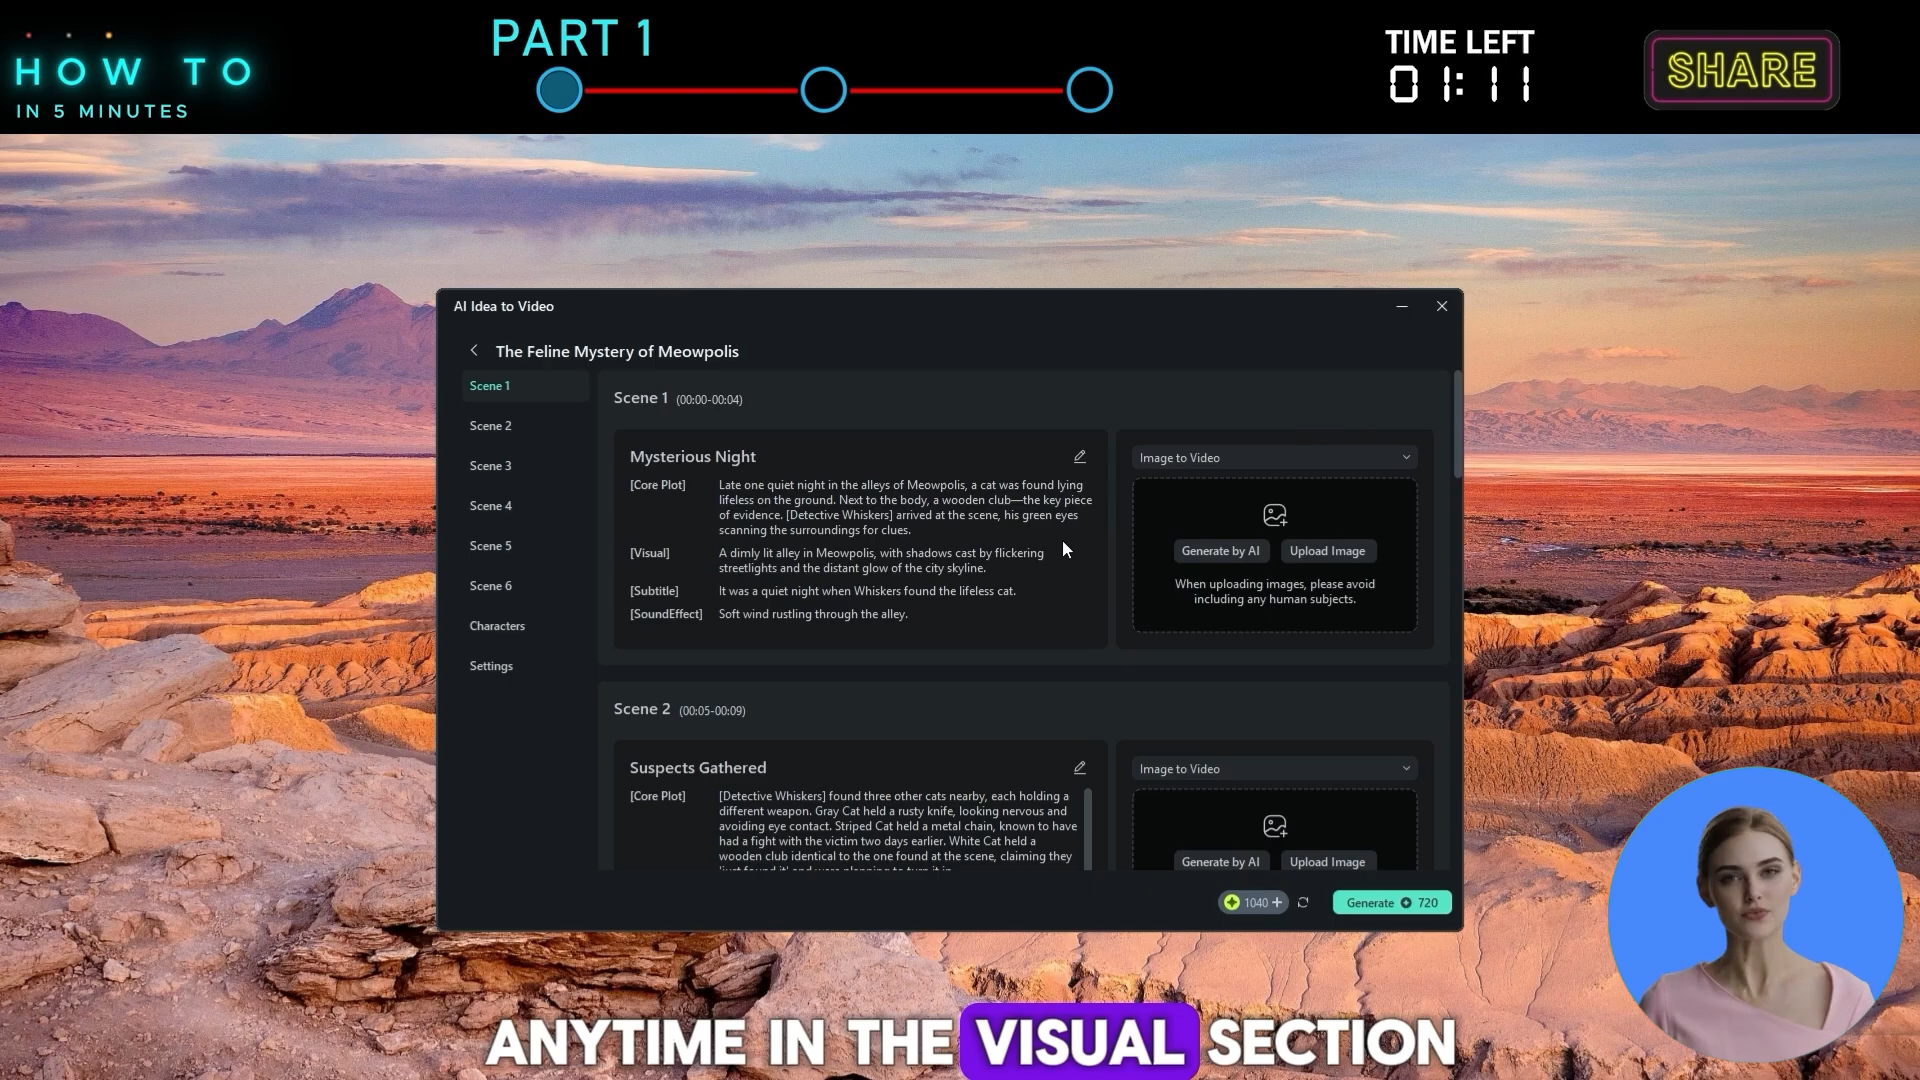 HOW TO
IN 5 MINUTES
PART 1
TIME LEFT
01:11
SHARE
AI Idea to Video
The Feline Mystery of Meowpolis
Scene 1
Scene 2
Scene 3
Scene 4
Scene 5
Scene 6
Characters
Settings
Scene 1 (00:00-00:04)
Mysterious Night
[Core Plot] Late one quiet night in the alleys of Meowpolis, a cat was found lying
lifeless on the ground. Next to the body, a wooden club—the key piece
of evidence. [Detective Whiskers] arrived at the scene, his green eyes
scanning the surroundings for clues.
[Visual] A dimly lit alley in Meowpolis, with shadows cast by flickering
streetlights and the distant glow of the city skyline.
[Subtitle] It was a quiet night when Whiskers found the lifeless cat.
[SoundEffect] Soft wind rustling through the alley.
Image to Video
Generate by AI Upload Image
When uploading images, please avoid
including any human subjects.
Scene 2 (00:05-00:09)
Suspects Gathered
[Core Plot] [Detective Whiskers] found three other cats nearby, each holding a
different weapon. Gray Cat held a rusty knife, looking nervous and
avoiding eye contact. Striped Cat held a metal chain, known to have
had a fight with the victim two days earlier. White Cat held a
wooden club identical to the one found at the scene, claiming they
Image to Video
Generate by AI Upload Image
1040
Generate 720
ANYTIME IN THE VISUAL SECTION